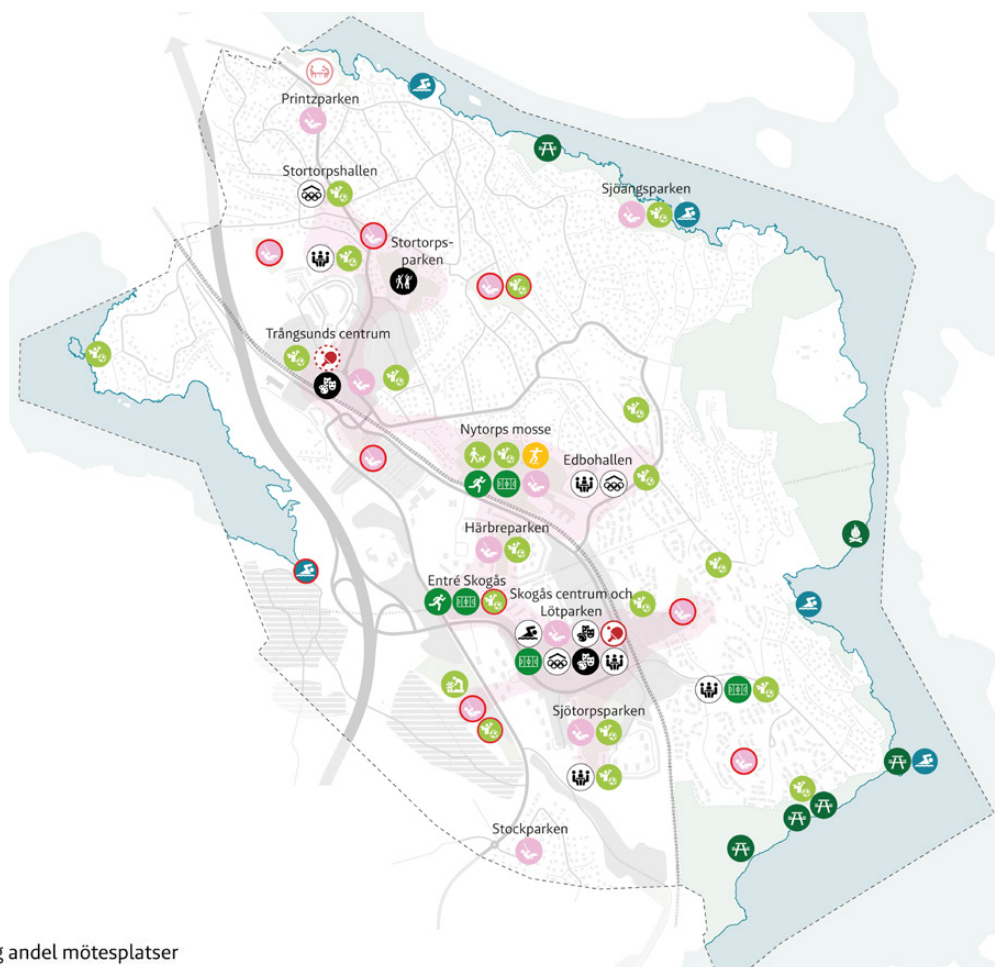 Printzparken
Stortorpshallen
Sjöängsparken
Stortorps-
parken
Trångsunds centrum
Nytorps mosse
Edbohallen
Härbreparken
Entré Skogås
Skogås centrum och
Lötparken
Sjötorpsparken
Stockparken
g andel mötesplatser